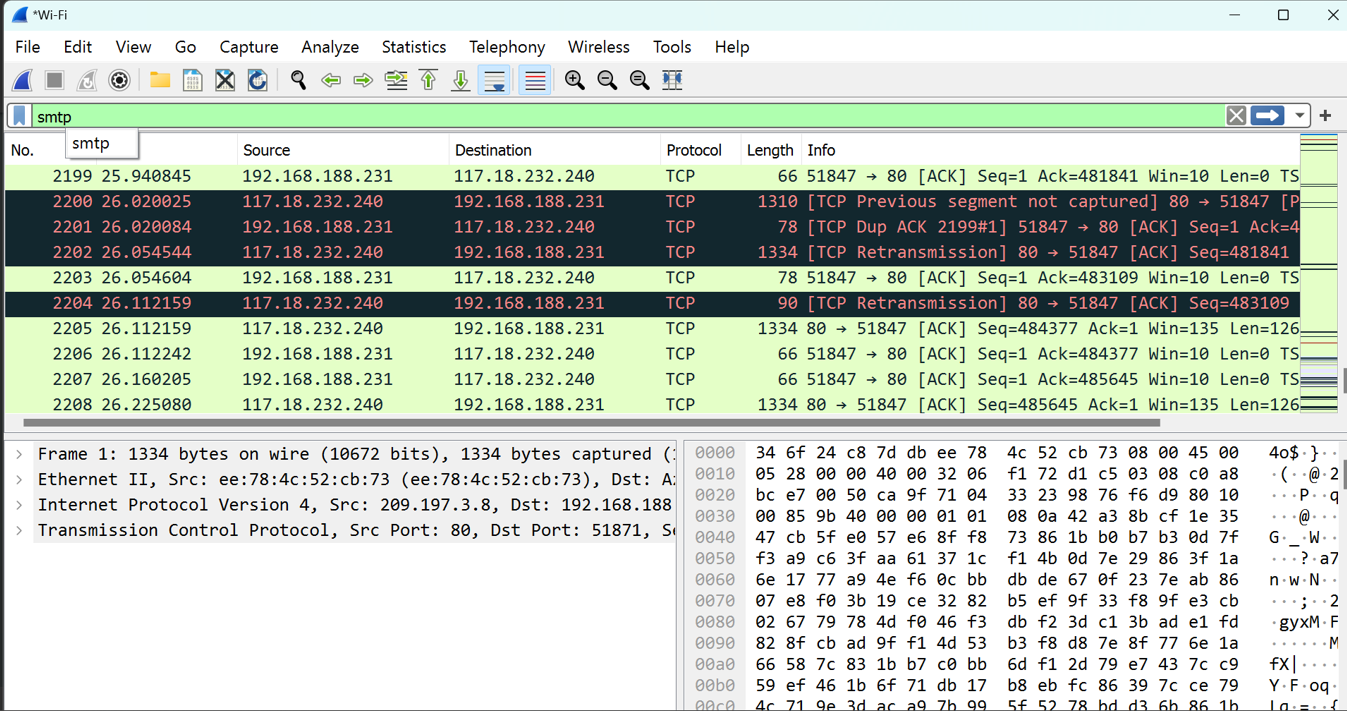 *Wi-Fi
File Edit View Go Capture Analyze Statistics Telephony Wireless Tools Help
smtp
smtp
No. Source Destination Protocol Length Info
2199 25.940845 192.168.188.231 117.18.232.240 TCP 66 51847 → 80 [ACK] Seq=1 Ack=481841 Win=10 Len=0 TS
2200 26.020025 117.18.232.240 192.168.188.231 TCP 1310 [TCP Previous segment not captured] 80 → 51847 [P
2201 26.020084 192.168.188.231 117.18.232.240 TCP 78 [TCP Dup ACK 2199#1] 51847 → 80 [ACK] Seq=1 Ack=4
2202 26.054544 117.18.232.240 192.168.188.231 TCP 1334 [TCP Retransmission] 80 → 51847 [ACK] Seq=481841
2203 26.054604 192.168.188.231 117.18.232.240 TCP 78 51847 → 80 [ACK] Seq=1 Ack=483109 Win=10 Len=0 TS
2204 26.112159 117.18.232.240 192.168.188.231 TCP 90 [TCP Retransmission] 80 → 51847 [ACK] Seq=483109
2205 26.112159 117.18.232.240 192.168.188.231 TCP 1334 80 → 51847 [ACK] Seq=484377 Ack=1 Win=135 Len=126
2206 26.112242 192.168.188.231 117.18.232.240 TCP 66 51847 → 80 [ACK] Seq=1 Ack=484377 Win=10 Len=0 TS
2207 26.160205 192.168.188.231 117.18.232.240 TCP 66 51847 → 80 [ACK] Seq=1 Ack=485645 Win=10 Len=0 TS
2208 26.225080 117.18.232.240 192.168.188.231 TCP 1334 80 → 51847 [ACK] Seq=485645 Ack=1 Win=135 Len=126
Frame 1: 1334 bytes on wire (10672 bits), 1334 bytes captured (
Ethernet II, Src: ee:78:4c:52:cb:73 (ee:78:4c:52:cb:73), Dst: Az
Internet Protocol Version 4, Src: 209.197.3.8, Dst: 192.168.188
Transmission Control Protocol, Src Port: 80, Dst Port: 51871, Se
0000 34 6f 24 c8 7d db ee 78 4c 52 cb 73 08 00 45 00 4o$·}··
0010 05 28 00 00 40 00 32 06 f1 72 d1 c5 03 08 c0 a8 ·(··@·2
0020 bc e7 00 50 ca 9f 71 04 33 23 98 76 f6 d9 80 10 ···P··q
0030 00 85 9b 40 00 00 01 01 08 0a 42 a3 8b cf 1e 35 ···@···
0040 47 cb 5f e0 57 e6 8f f8 73 86 1b b0 b7 b3 0d 7f G·_·W··
0050 f3 a9 c6 3f aa 61 37 1c f1 4b 0d 7e 29 86 3f 1a ···?·a7
0060 6e 17 77 a9 4e f6 0c bb db de 67 0f 23 7e ab 86 n·w·N··
0070 07 e8 f0 3b 19 ce 32 82 b5 ef 9f 33 f8 9f e3 cb ···;··2
0080 02 67 79 78 4d f0 46 f3 db f2 3d c1 3b ad e1 fd ·gyxM·F
0090 82 8f cb ad 9f f1 4d 53 b3 f8 d8 7e 8f 77 6e 1a ······M
00a0 66 58 7c 83 1b b7 c0 bb 6d f1 2d 79 e7 43 7c c9 fX|····
00b0 59 ef 46 1b 6f 71 db 17 b8 eb fc 86 39 7c ce 79 Y·F·oq·
00c0 4c 71 9e 3d ac a9 7b 99 5f 52 78 bd d3 6b 86 1b Lq·=··{